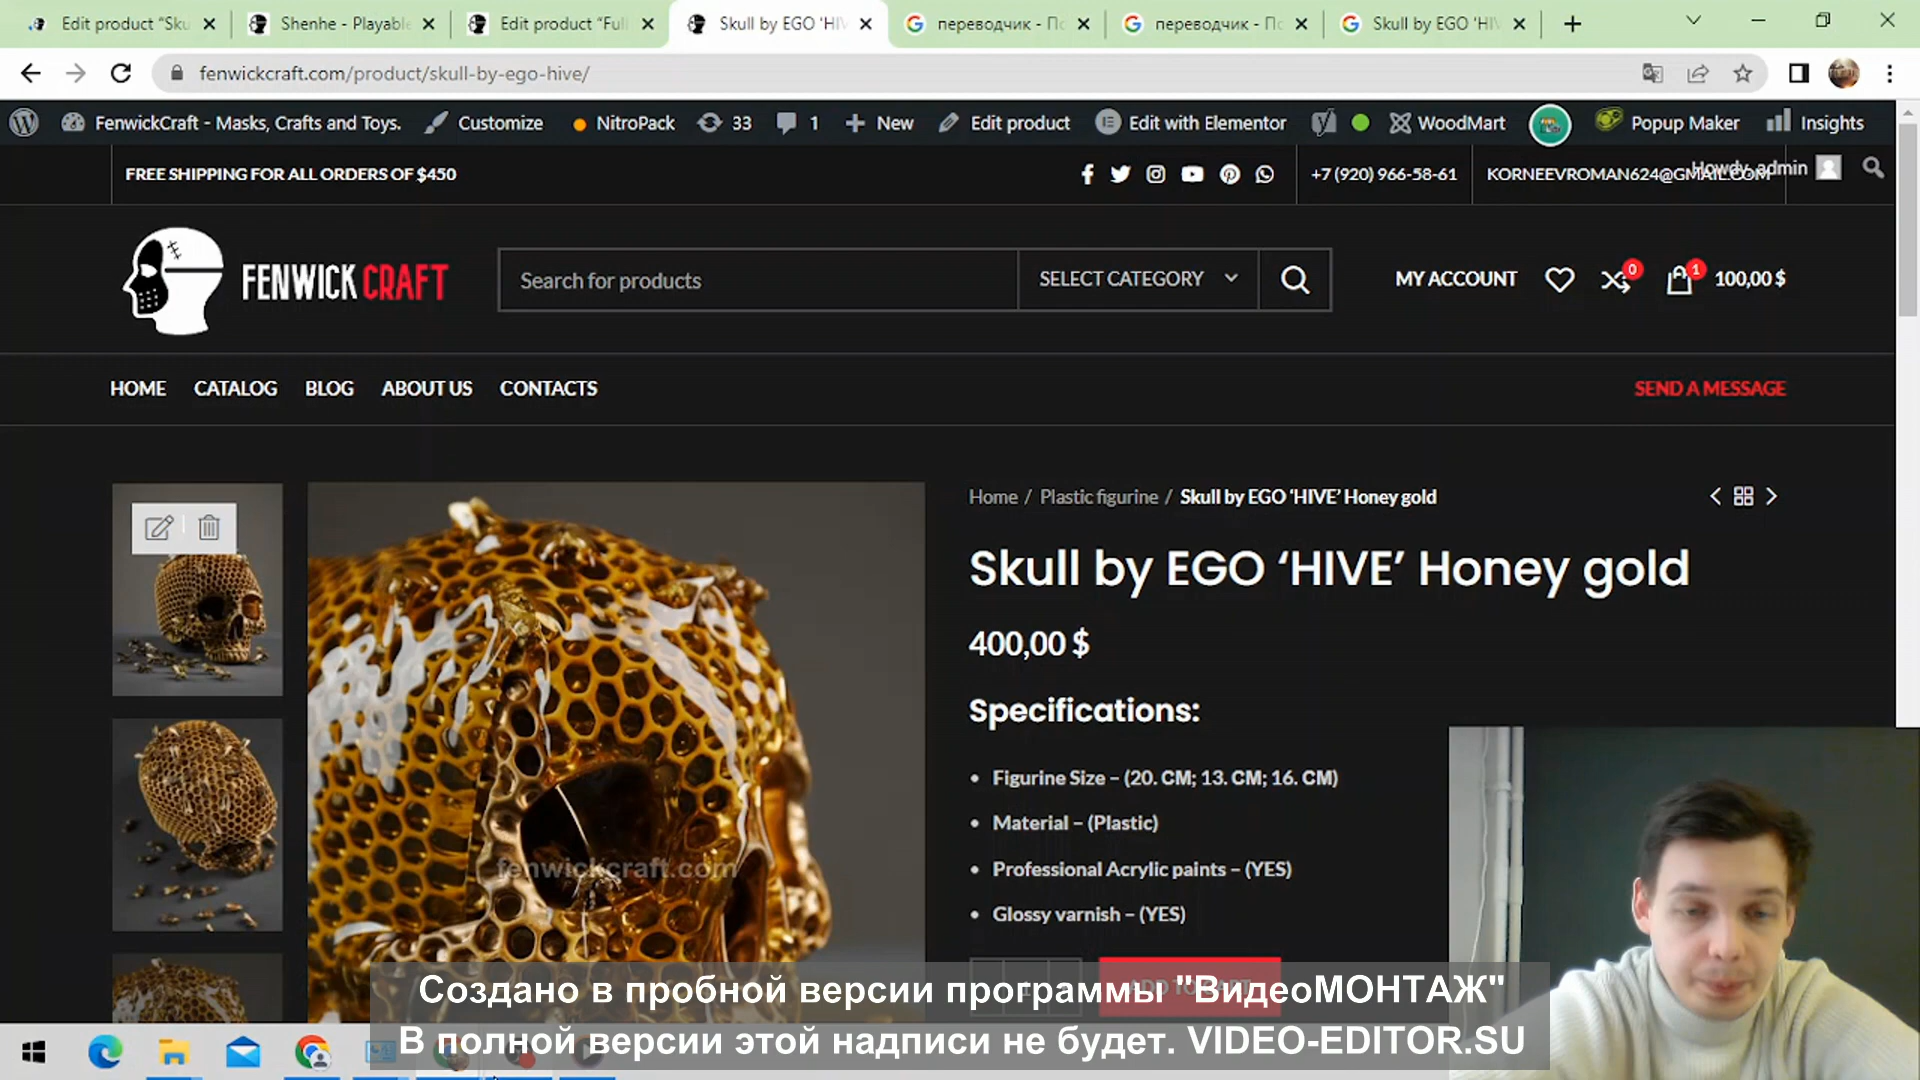 Edit product “Sku
Shenhe - Playable
Edit product “Full
Skull by EGO ‘HIV
переводчик - По
переводчик - По
Skull by EGO ‘HIV
fenwickcraft.com/product/skull-by-ego-hive/
FenwickCraft - Masks, Crafts and Toys.
Customize
NitroPack
33
1
New
Edit product
Edit with Elementor
WoodMart
Popup Maker
Insights
Howdy, admin
FREE SHIPPING FOR ALL ORDERS OF $450
+7 (920) 966-58-61
KORNEEVROMAN624@GMAIL.COM
FENWICK CRAFT
Search for products
SELECT CATEGORY
MY ACCOUNT
0
1
100,00 $
HOME
CATALOG
BLOG
ABOUT US
CONTACTS
SEND A MESSAGE
Home / Plastic figurine / Skull by EGO ‘HIVE’ Honey gold
Skull by EGO ‘HIVE’ Honey gold
400,00 $
Specifications:
• Figurine Size – (20. CM; 13. CM; 16. CM)
• Material – (Plastic)
• Professional Acrylic paints – (YES)
• Glossy varnish – (YES)
fenwickcraft.com
Создано в пробной версии программы "ВидеоМОНТАЖ"
В полной версии этой надписи не будет. VIDEO-EDITOR.SU